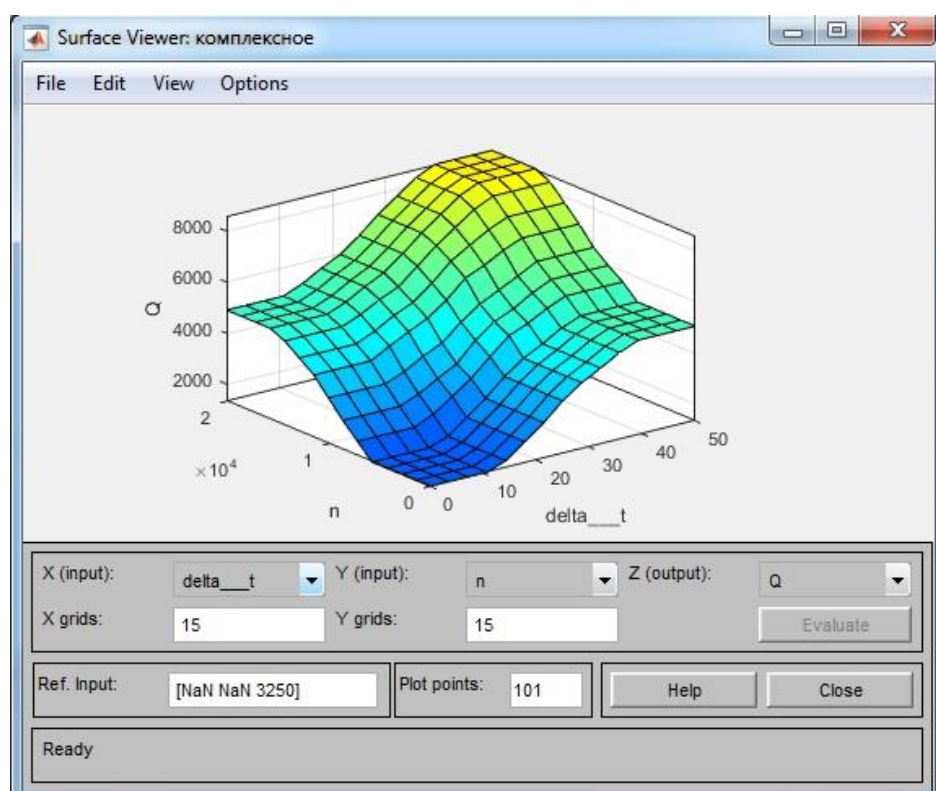 Surface Viewer: комплексное
File Edit View Options
8000
6000
4000
2000
Q
2
1
0
×10^4
n
0
10
20
30
40
50
delta___t
X (input): delta___t Y (input): n Z (output): Q
X grids: 15 Y grids: 15 Evaluate
Ref. Input: [NaN NaN 3250] Plot points: 101 Help Close
Ready